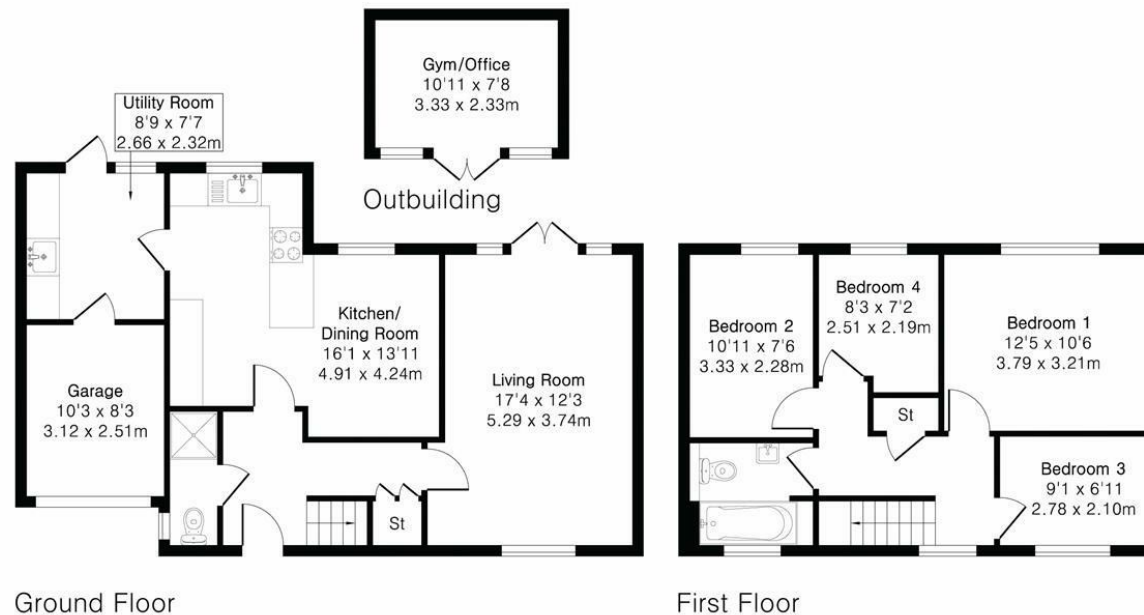 Gym/Office
10'11 x 7'8
3.33 x 2.33m
Outbuilding
Utility Room
8'9 x 7'7
2.66 x 2.32m
Kitchen/
Dining Room
16'1 x 13'11
4.91 x 4.24m
Living Room
17'4 x 12'3
5.29 x 3.74m
Garage
10'3 x 8'3
3.12 x 2.51m
St
Ground Floor
Bedroom 2
10'11 x 7'6
3.33 x 2.28m
Bedroom 4
8'3 x 7'2
2.51 x 2.19m
Bedroom 1
12'5 x 10'6
3.79 x 3.21m
St
Bedroom 3
9'1 x 6'11
2.78 x 2.10m
First Floor